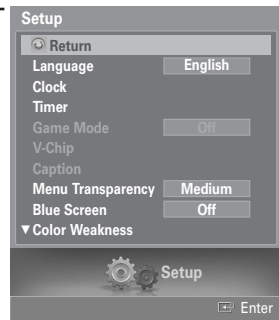 Setup
Return
Language English
Clock
Timer
Game Mode Off
V-Chip
Caption
Menu Transparency Medium
Blue Screen Off
▼Color Weakness
Setup
Enter